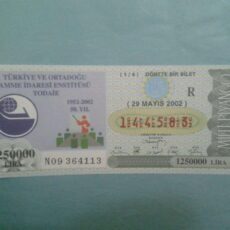 TÜRKİYE VE ORTADOĞU
AMME İDARESİ ENSTİTÜSÜ
TODAİE
1952-2002
50. YIL
(1/4) DÖRTTE BİR BİLET
R
( 29 MAYIS 2002 )
144583
N09 364113
1250000
LİRA
1250000 LİRA